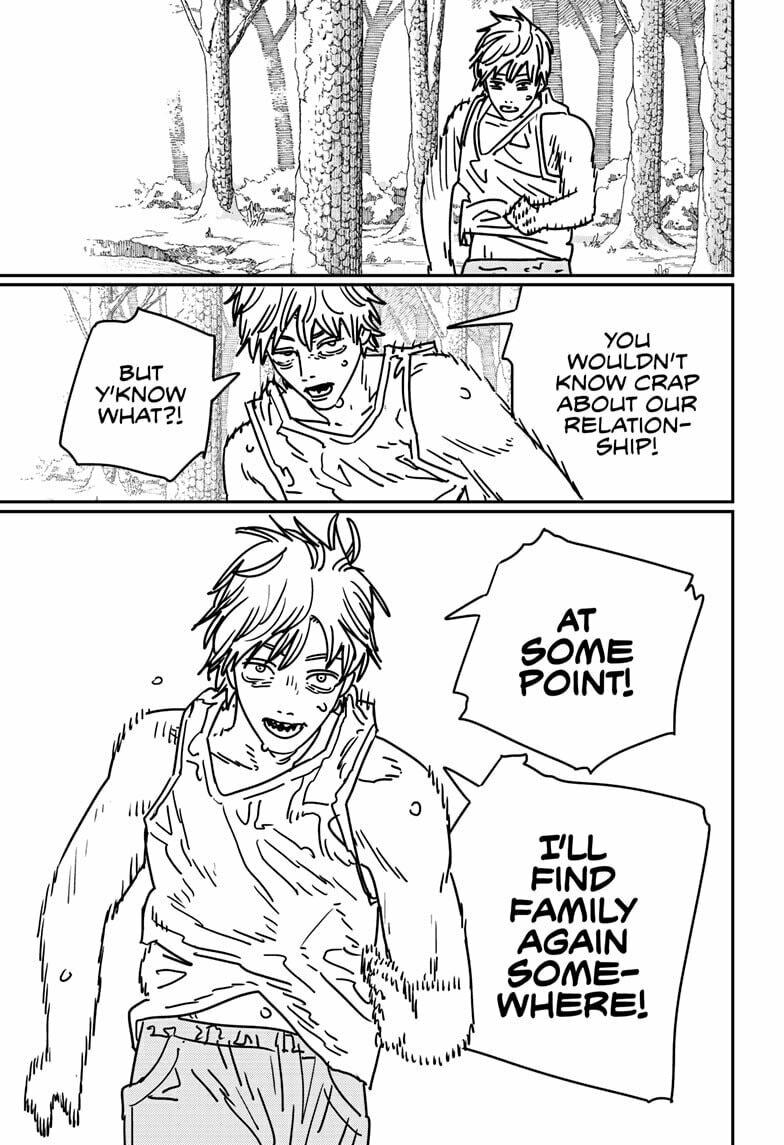 YOU
WOULDN'T
KNOW CRAP
ABOUT OUR
RELATION-
SHIP!
BUT
Y'KNOW
WHAT?!
AT
SOME
POINT!
I'LL
FIND
FAMILY
AGAIN
SOME-
WHERE!